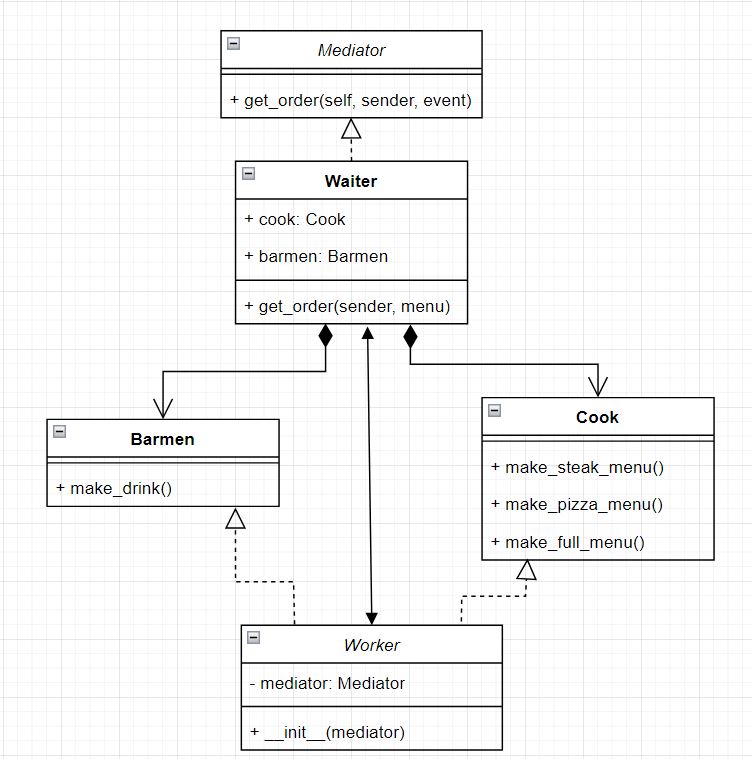 Mediator
+ get_order(self, sender, event)
Waiter
+ cook: Cook
+ barmen: Barmen
+ get_order(sender, menu)
Barmen
+ make_drink()
Cook
+ make_steak_menu()
+ make_pizza_menu()
+ make_full_menu()
Worker
- mediator: Mediator
+ __init__(mediator)